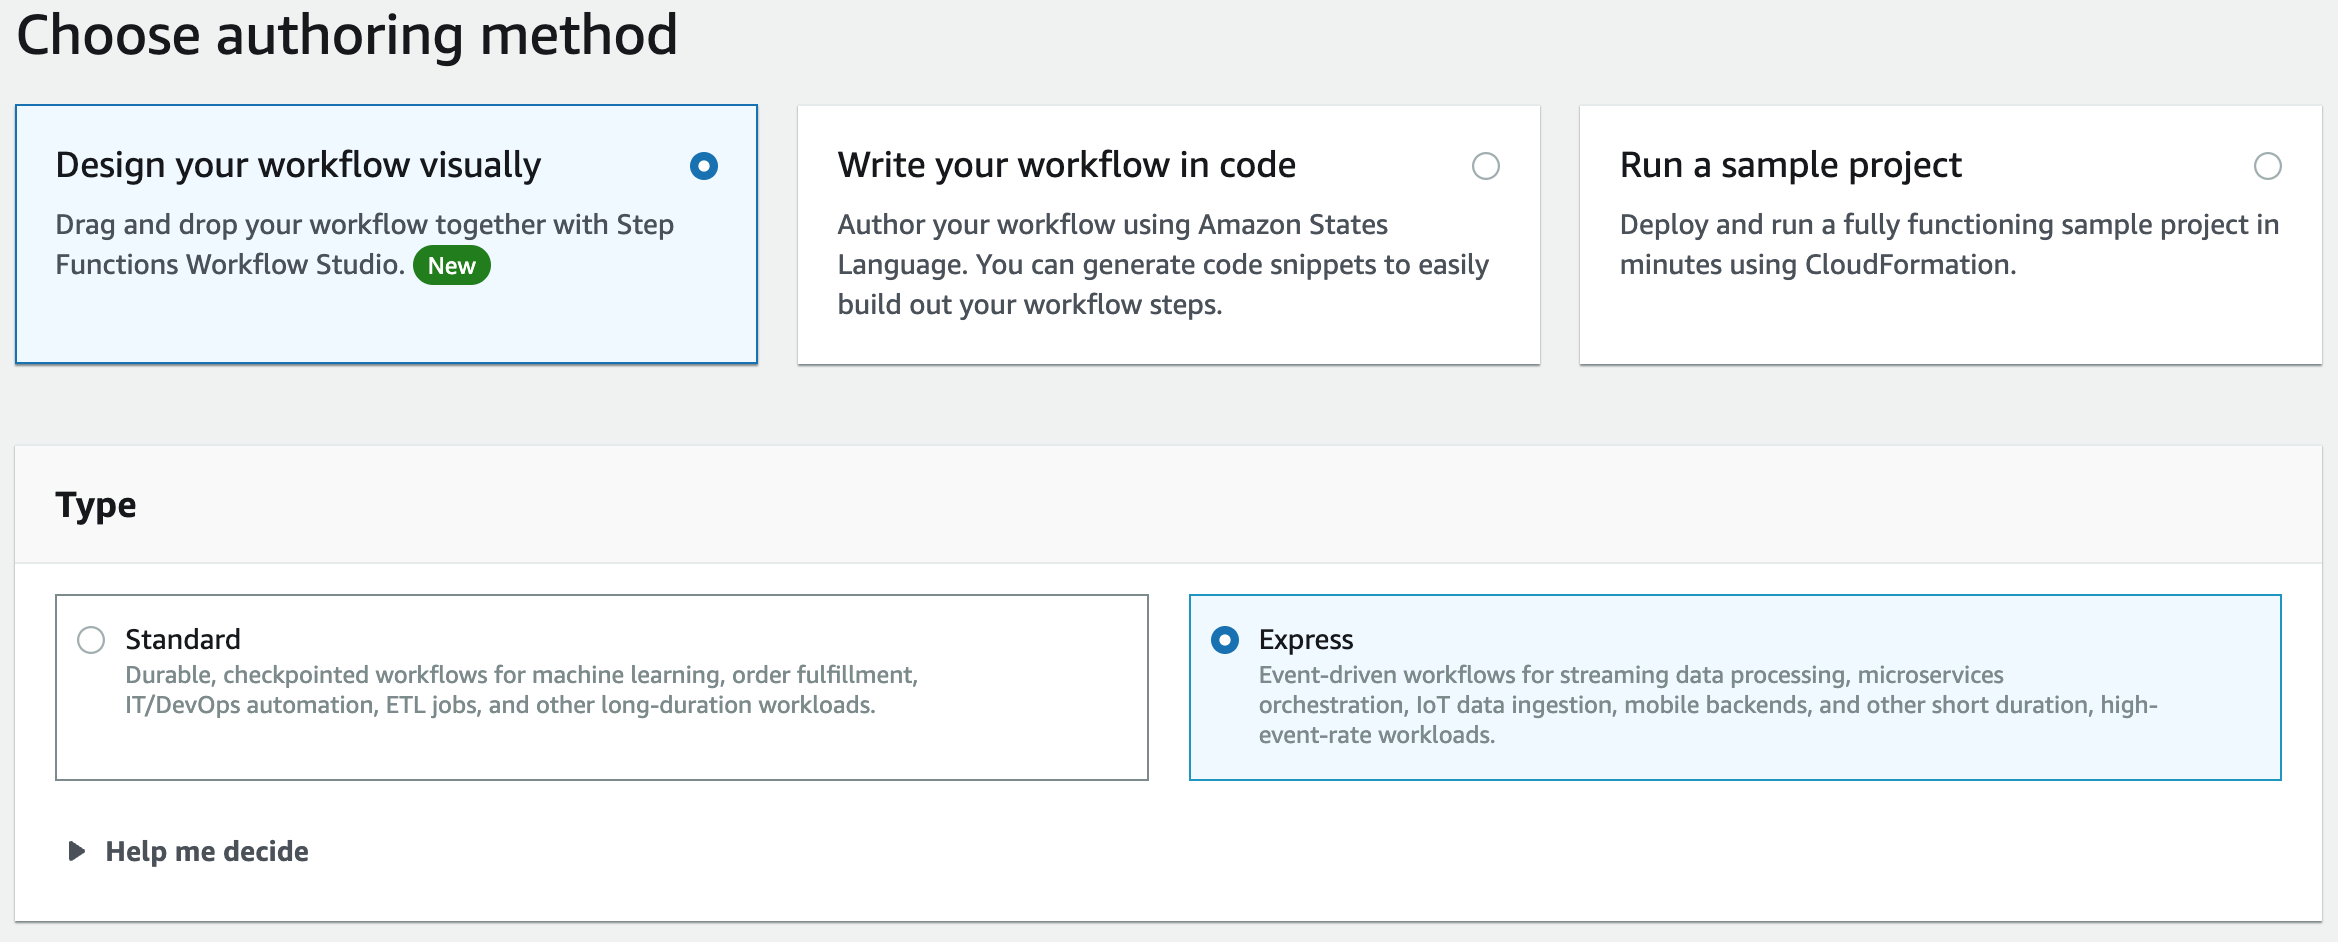 Choose authoring method
Design your workflow visually
Drag and drop your workflow together with Step
Functions Workflow Studio. New
Write your workflow in code
Author your workflow using Amazon States
Language. You can generate code snippets to easily
build out your workflow steps.
Run a sample project
Deploy and run a fully functioning sample project in
minutes using CloudFormation.
Type
Standard
Durable, checkpointed workflows for machine learning, order fulfillment,
IT/DevOps automation, ETL jobs, and other long-duration workloads.
Express
Event-driven workflows for streaming data processing, microservices
orchestration, IoT data ingestion, mobile backends, and other short duration, high-
event-rate workloads.
Help me decide